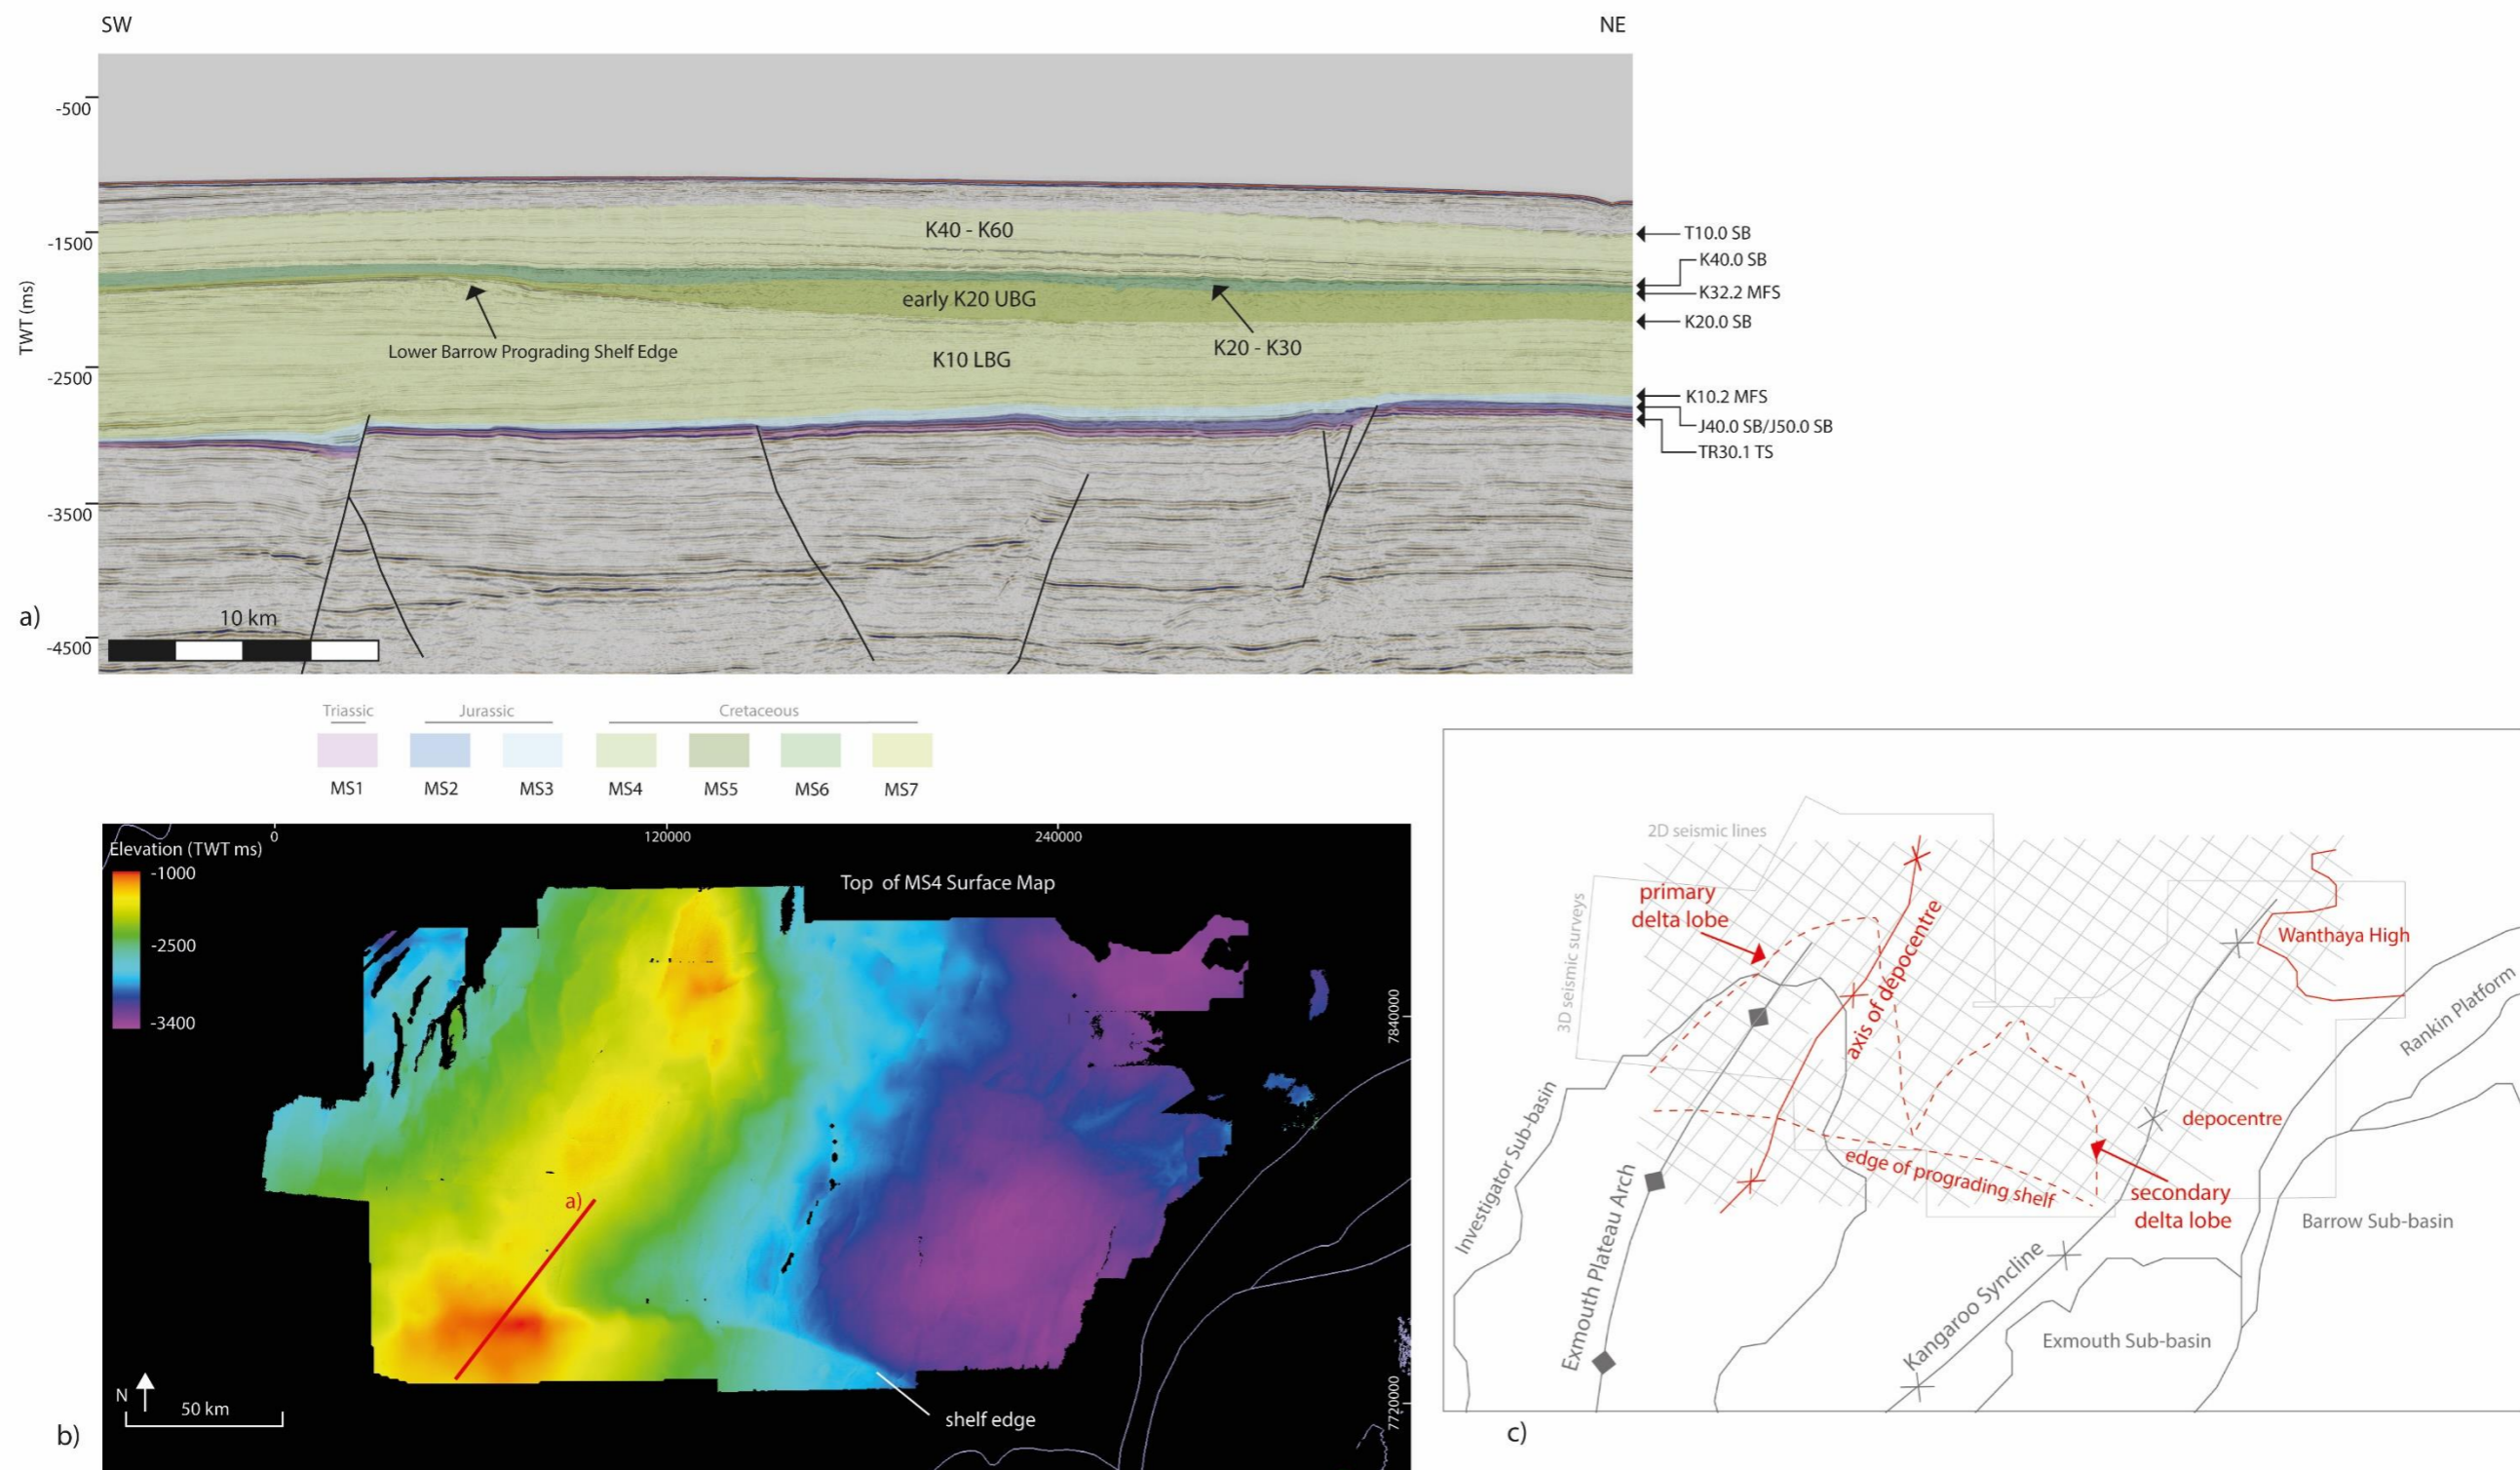 SW
NE
-500
-1500
-2500
-3500
-4500
TWT (ms)
K40 - K60
early K20 UBG
Lower Barrow Prograding Shelf Edge
K10 LBG
K20 - K30
T10.0 SB
K40.0 SB
K32.2 MFS
K20.0 SB
K10.2 MFS
J40.0 SB/J50.0 SB
TR30.1 TS
10 km
a)
Triassic
Jurassic
Cretaceous
MS1
MS2
MS3
MS4
MS5
MS6
MS7
0
120000
240000
Elevation (TWT ms)
-1000
-2500
-3400
Top of MS4 Surface Map
7840000
7720000
a)
N
50 km
shelf edge
b)
2D seismic lines
3D seismic surveys
primary
delta lobe
axis of depocentre
Wanthaya High
Rankin Platform
Investigator Sub-basin
depocentre
edge of prograding shelf
secondary
delta lobe
Barrow Sub-basin
Exmouth Plateau Arch
Kangaroo Syncline
Exmouth Sub-basin
c)